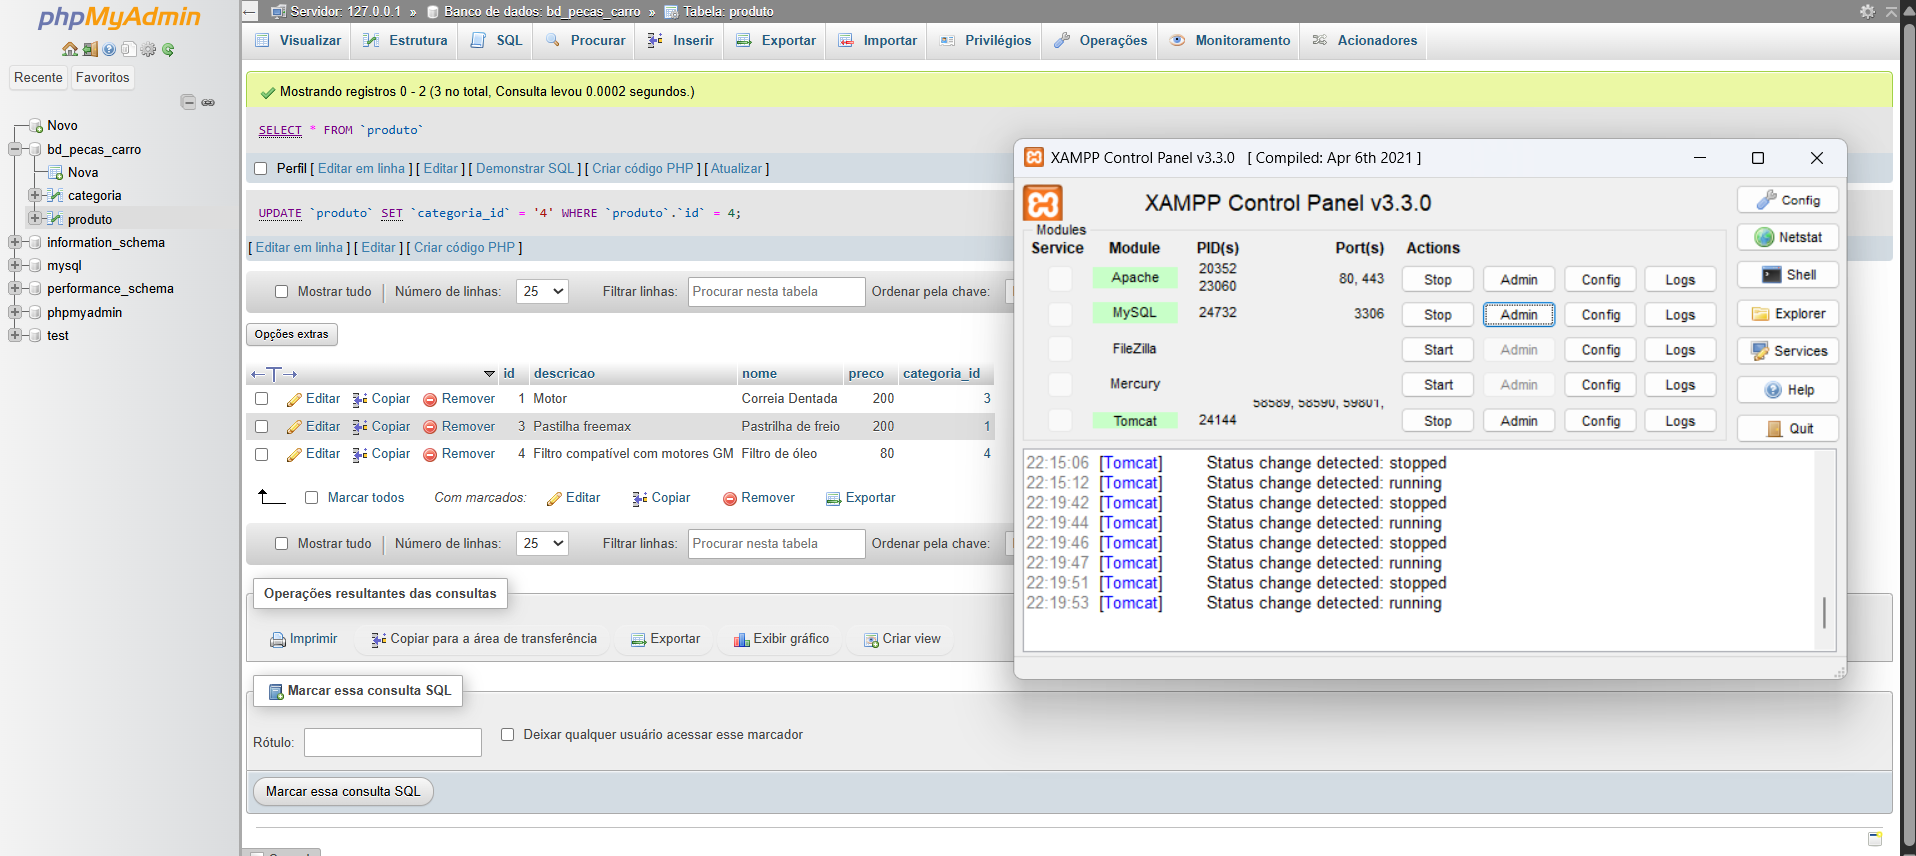 phpMyAdmin
Recente Favoritos
Novo
bd_pecas_carro
Nova
categoria
produto
information_schema
mysql
performance_schema
phpmyadmin
test
Servidor: 127.0.0.1 » Banco de dados: bd_pecas_carro » Tabela: produto
Visualizar Estrutura SQL Procurar Inserir Exportar Importar Privilégios Operações Monitoramento Acionadores
Mostrando registros 0 - 2 (3 no total, Consulta levou 0.0002 segundos.)
SELECT * FROM `produto`
Perfil [ Editar em linha ] [ Editar ] [ Demonstrar SQL ] [ Criar código PHP ] [ Atualizar ]
UPDATE `produto` SET `categoria_id` = '4' WHERE `produto`.`id` = 4;
[ Editar em linha ] [ Editar ] [ Criar código PHP ]
Mostrar tudo Número de linhas: 25 Filtrar linhas: Procurar nesta tabela Ordenar pela chave:
Opções extras
id descricao nome preco categoria_id
Editar Copiar Remover 1 Motor Correia Dentada 200 3
Editar Copiar Remover 3 Pastilha freemax Pastrilha de freio 200 1
Editar Copiar Remover 4 Filtro compatível com motores GM Filtro de óleo 80 4
Marcar todos Com marcados: Editar Copiar Remover Exportar
Mostrar tudo Número de linhas: 25 Filtrar linhas: Procurar nesta tabela Ordenar pela chave:
Operações resultantes das consultas
Imprimir Copiar para a área de transferência Exportar Exibir gráfico Criar view
Marcar essa consulta SQL
Rótulo: Deixar qualquer usuário acessar esse marcador
Marcar essa consulta SQL
XAMPP Control Panel v3.3.0 [ Compiled: Apr 6th 2021 ]
XAMPP Control Panel v3.3.0
Modules
Service Module PID(s) Port(s) Actions
Apache 20352 23060 80, 443 Stop Admin Config Logs
MySQL 24732 3306 Stop Admin Config Logs
FileZilla Start Admin Config Logs
Mercury Start Admin Config Logs
Tomcat 24144 58589, 58590, 59801, Stop Admin Config Logs
Config
Netstat
Shell
Explorer
Services
Help
Quit
22:15:06 [Tomcat] Status change detected: stopped
22:15:12 [Tomcat] Status change detected: running
22:19:42 [Tomcat] Status change detected: stopped
22:19:44 [Tomcat] Status change detected: running
22:19:46 [Tomcat] Status change detected: stopped
22:19:47 [Tomcat] Status change detected: running
22:19:51 [Tomcat] Status change detected: stopped
22:19:53 [Tomcat] Status change detected: running